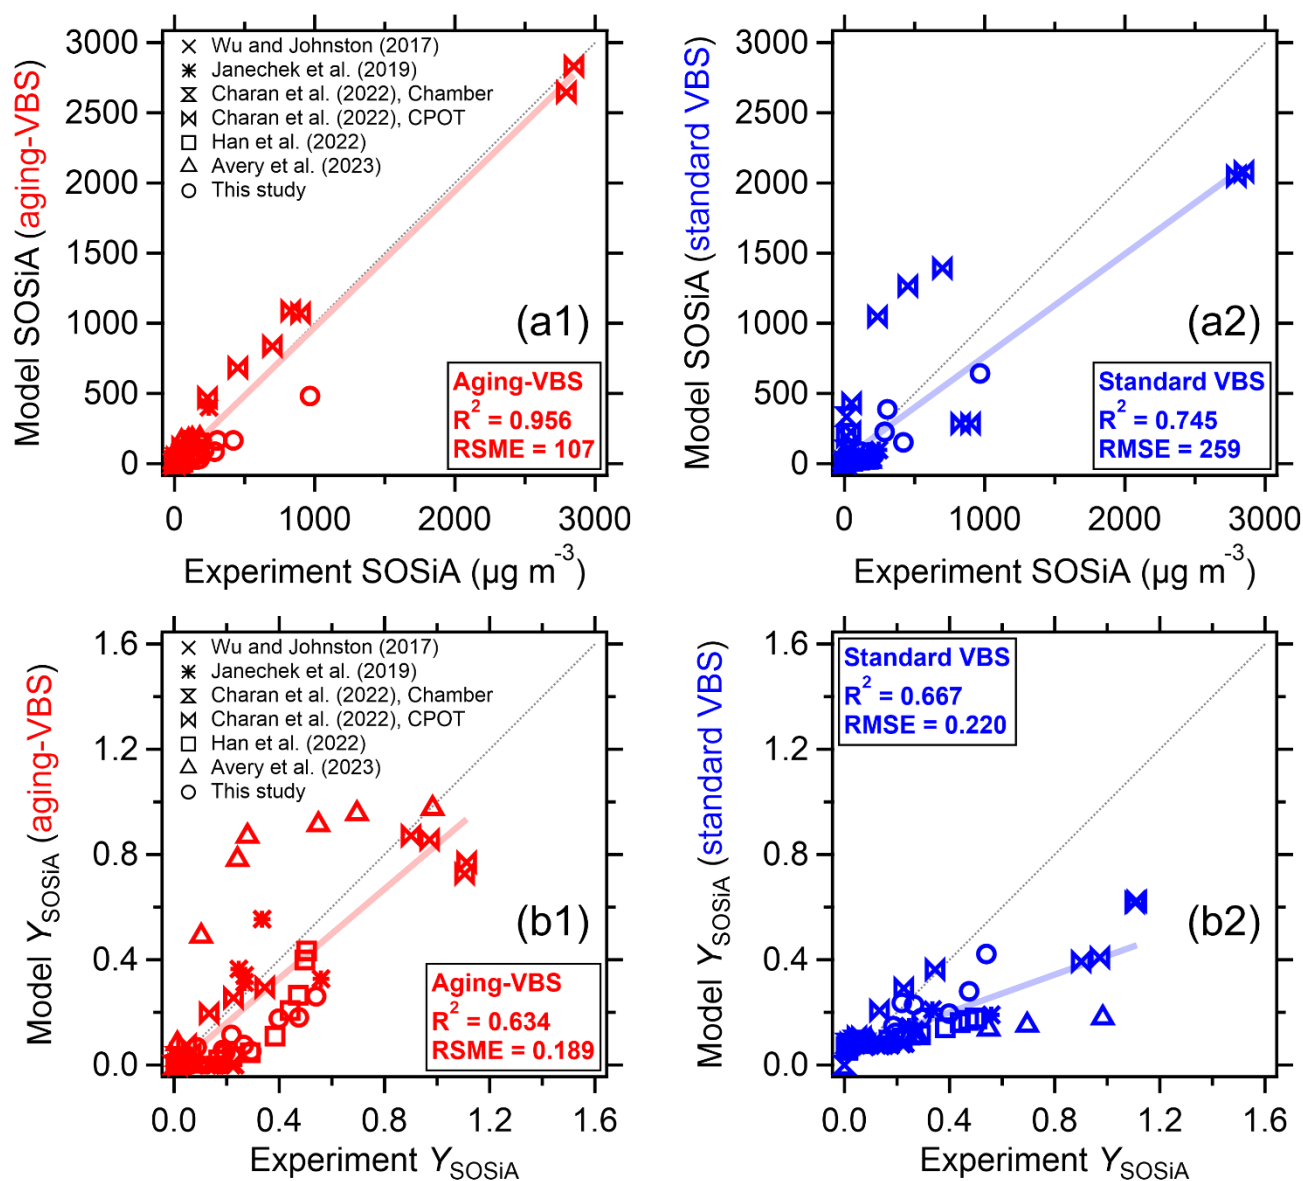 3000
2500
2000
1500
1000
500
0
Model SOSiA (aging-VBS)
× Wu and Johnston (2017)
Janechek et al. (2019)
Charan et al. (2022), Chamber
Charan et al. (2022), CPOT
Han et al. (2022)
Avery et al. (2023)
This study
(a1)
Aging-VBS
R² = 0.956
RSME = 107
0 1000 2000 3000
Experiment SOSiA (µg m⁻³)
3000
2500
2000
1500
1000
500
0
Model SOSiA (standard VBS)
(a2)
Standard VBS
R² = 0.745
RMSE = 259
0 1000 2000 3000
Experiment SOSiA (µg m⁻³)
1.6
1.2
0.8
0.4
0.0
Model YSOSiA (aging-VBS)
× Wu and Johnston (2017)
Janechek et al. (2019)
Charan et al. (2022), Chamber
Charan et al. (2022), CPOT
Han et al. (2022)
Avery et al. (2023)
This study
(b1)
Aging-VBS
R² = 0.634
RSME = 0.189
0.0 0.4 0.8 1.2 1.6
Experiment YSOSiA
1.6
1.2
0.8
0.4
0.0
Model YSOSiA (standard VBS)
Standard VBS
R² = 0.667
RMSE = 0.220
(b2)
0.0 0.4 0.8 1.2 1.6
Experiment YSOSiA